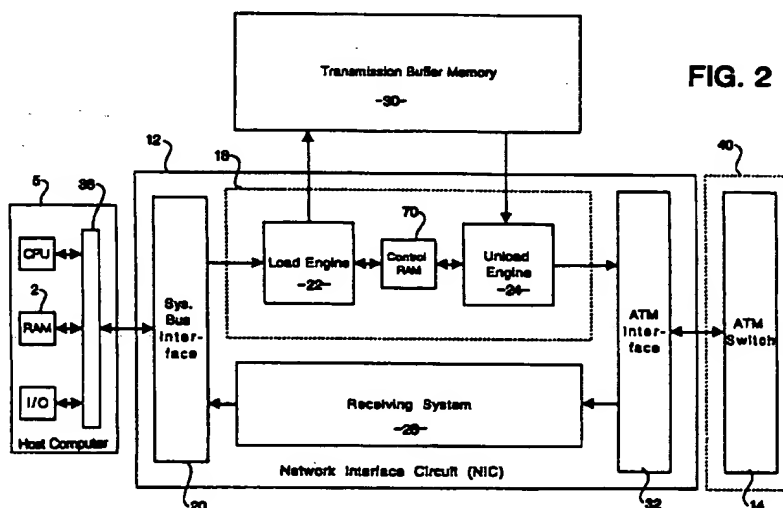 Transmission Buffer Memory
-30-
FIG. 2
12
18
40
5
38
70
CPU
2
RAM
I/O
Host Computer
Sys.
Bus
Inter-
face
Load Engine
-22-
Control
RAM
Unload
Engine
-24-
ATM
Inter-
face
ATM
Switch
Receiving System
-28-
Network Interface Circuit (NIC)
20
32
14